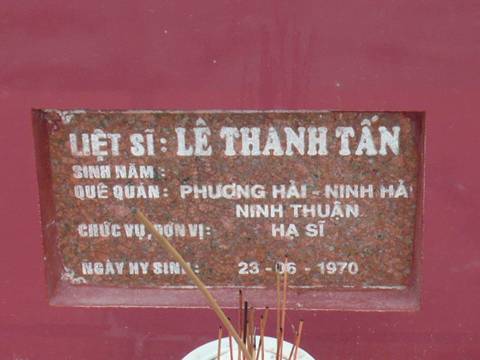 LIỆT SĨ: LÊ THANH TẤN
SINH NĂM:
QUÊ QUÁN: PHƯƠNG HẢI - NINH HẢ
NINH THUẬN
CHỨC VỤ, ĐƠN VỊ: HẠ SĨ
NGÀY HY SINH: 23-06-1970